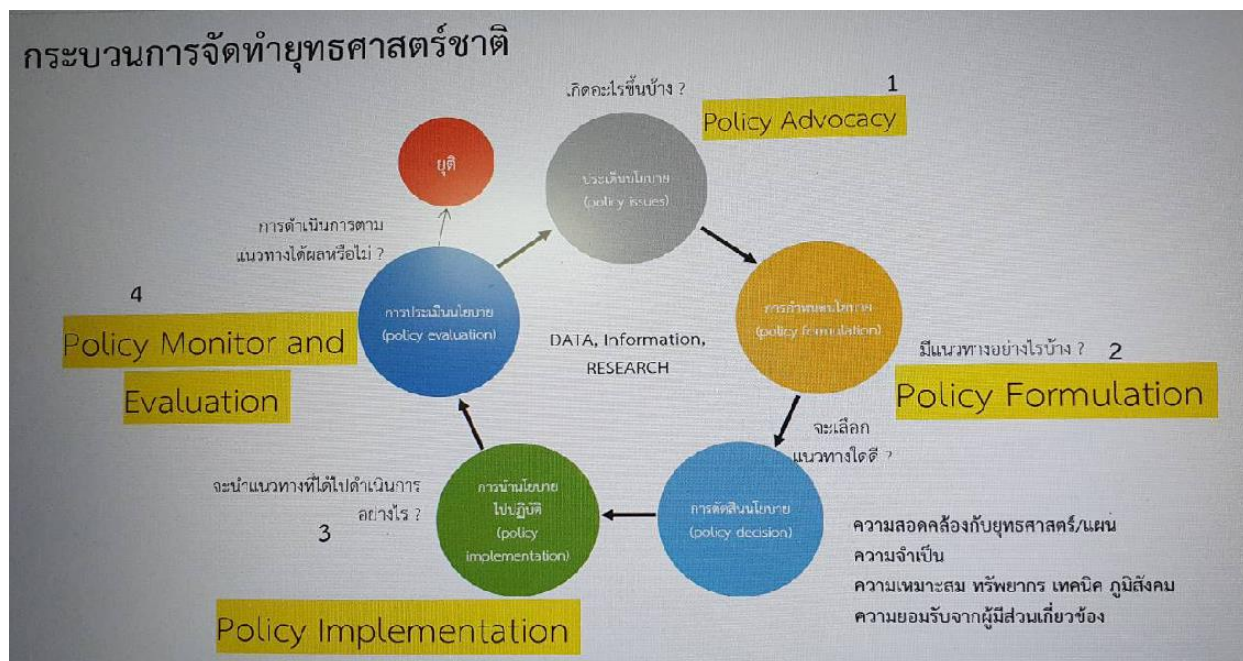 กระบวนการจัดทำยุทธศาสตร์ชาติ
เกิดอะไรขึ้นบ้าง ?
1
Policy Advocacy
ยุติ
ประเด็นนโยบาย
(policy issues)
การดำเนินการตาม
แนวทางได้ผลหรือไม่ ?
4
Policy Monitor and
Evaluation
การประเมินนโยบาย
(policy evaluation)
DATA, Information,
RESEARCH
การกำหนดนโยบาย
(policy formulation)
มีแนวทางอย่างไรบ้าง ?
2
Policy Formulation
จะเลือก
แนวทางใดดี ?
จะนำแนวทางที่ได้ไปดำเนินการ
อย่างไร ?
3
การนำนโยบาย
ไปปฏิบัติ
(policy
implementation)
การตัดสินนโยบาย
(policy decision)
Policy Implementation
ความสอดคล้องกับยุทธศาสตร์/แผน
ความจำเป็น
ความเหมาะสม ทรัพยากร เทคนิค ภูมิสังคม
ความยอมรับจากผู้มีส่วนเกี่ยวข้อง